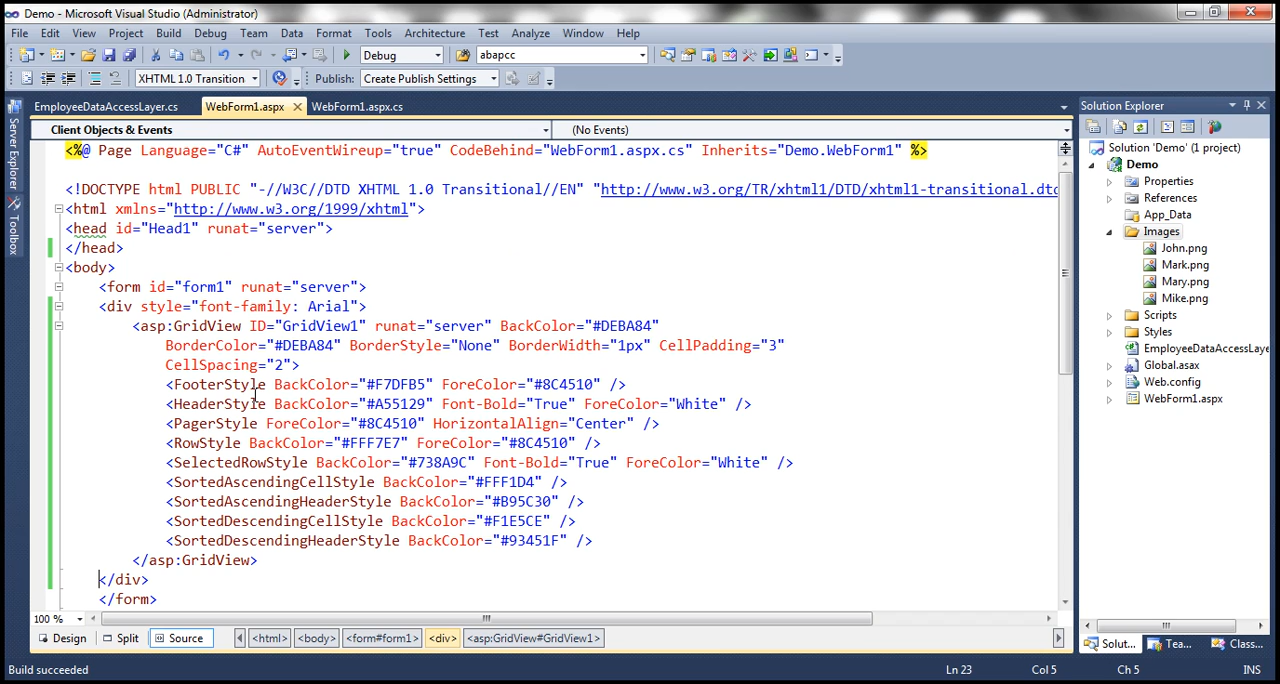 Demo - Microsoft Visual Studio (Administrator)
File Edit View Project Build Debug Team Data Format Tools Architecture Test Analyze Window Help
Debug abapcc
XHTML 1.0 Transition Publish: Create Publish Settings
EmployeeDataAccessLayer.cs WebForm1.aspx WebForm1.aspx.cs
Client Objects & Events (No Events)
<%@ Page Language="C#" AutoEventWireup="true" CodeBehind="WebForm1.aspx.cs" Inherits="Demo.WebForm1" %>
<!DOCTYPE html PUBLIC "-//W3C//DTD XHTML 1.0 Transitional//EN" "http://www.w3.org/TR/xhtml1/DTD/xhtml1-transitional.dtd
<html xmlns="http://www.w3.org/1999/xhtml">
<head id="Head1" runat="server">
</head>
<body>
<form id="form1" runat="server">
<div style="font-family: Arial">
<asp:GridView ID="GridView1" runat="server" BackColor="#DEBA84"
BorderColor="#DEBA84" BorderStyle="None" BorderWidth="1px" CellPadding="3"
CellSpacing="2">
<FooterStyle BackColor="#F7DFB5" ForeColor="#8C4510" />
<HeaderStyle BackColor="#A55129" Font-Bold="True" ForeColor="White" />
<PagerStyle ForeColor="#8C4510" HorizontalAlign="Center" />
<RowStyle BackColor="#FFF7E7" ForeColor="#8C4510" />
<SelectedRowStyle BackColor="#738A9C" Font-Bold="True" ForeColor="White" />
<SortedAscendingCellStyle BackColor="#FFF1D4" />
<SortedAscendingHeaderStyle BackColor="#B95C30" />
<SortedDescendingCellStyle BackColor="#F1E5CE" />
<SortedDescendingHeaderStyle BackColor="#93451F" />
</asp:GridView>
</div>
</form>
100 %
Design Split Source <html> <body> <form#form1> <div> <asp:GridView#GridView1>
Build succeeded Ln 23 Col 5 Ch 5 INS
Server Explorer
Toolbox
Solution Explorer
Solution 'Demo' (1 project)
Demo
Properties
References
App_Data
Images
John.png
Mark.png
Mary.png
Mike.png
Scripts
Styles
EmployeeDataAccessLaye
Global.asax
Web.config
WebForm1.aspx
Solut... Tea... Class...